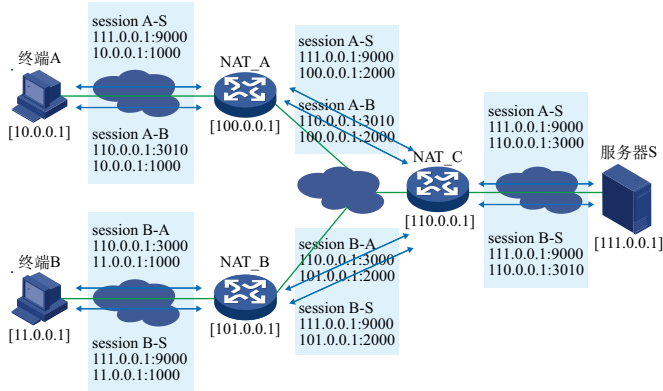 session A-S
111.0.0.1:9000
10.0.0.1:1000
终端A
[10.0.0.1]
session A-B
110.0.0.1:3010
10.0.0.1:1000
NAT_A
[100.0.0.1]
session A-S
111.0.0.1:9000
100.0.0.1:2000
session A-B
110.0.0.1:3010
100.0.0.1:2000
NAT_C
[110.0.0.1]
session A-S
111.0.0.1:9000
110.0.0.1:3000
服务器S
[111.0.0.1]
session B-S
111.0.0.1:9000
110.0.0.1:3010
session B-A
110.0.0.1:3000
11.0.0.1:1000
终端B
[11.0.0.1]
session B-S
111.0.0.1:9000
11.0.0.1:1000
NAT_B
[101.0.0.1]
session B-A
110.0.0.1:3000
101.0.0.1:2000
session B-S
111.0.0.1:9000
101.0.0.1:2000